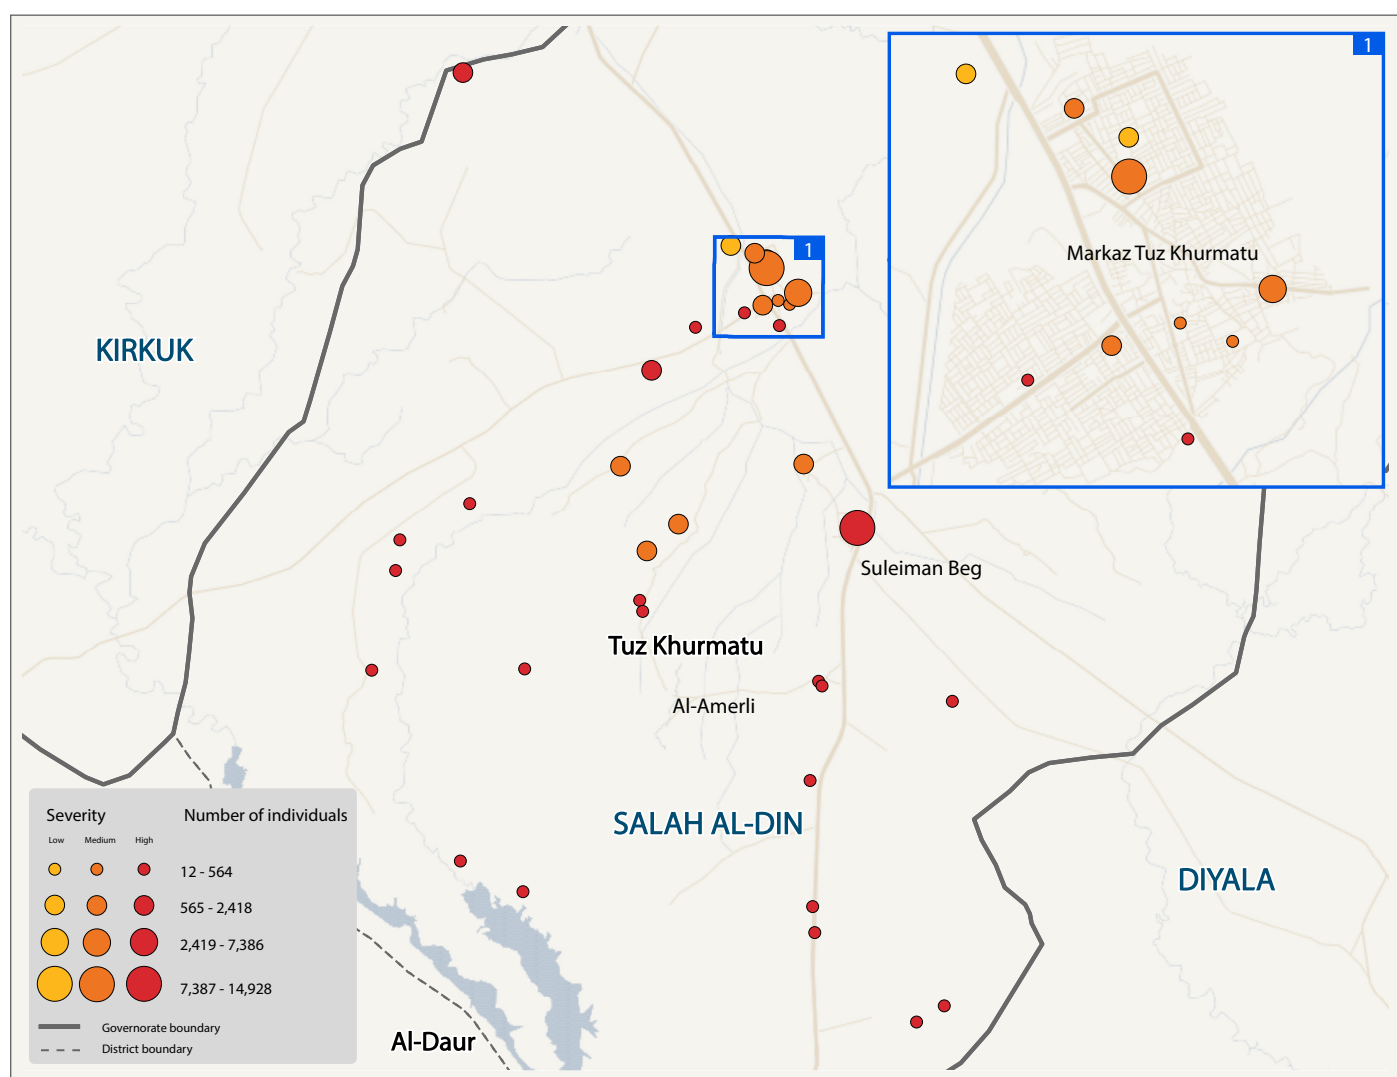 1
1
Markaz Tuz Khurmatu
KIRKUK
Suleiman Beg
Tuz Khurmatu
Al-Amerli
SALAH AL-DIN
DIYALA
Al-Daur
Severity Number of individuals
Low Medium High
12 - 564
565 - 2,418
2,419 - 7,386
7,387 - 14,928
Governorate boundary
District boundary